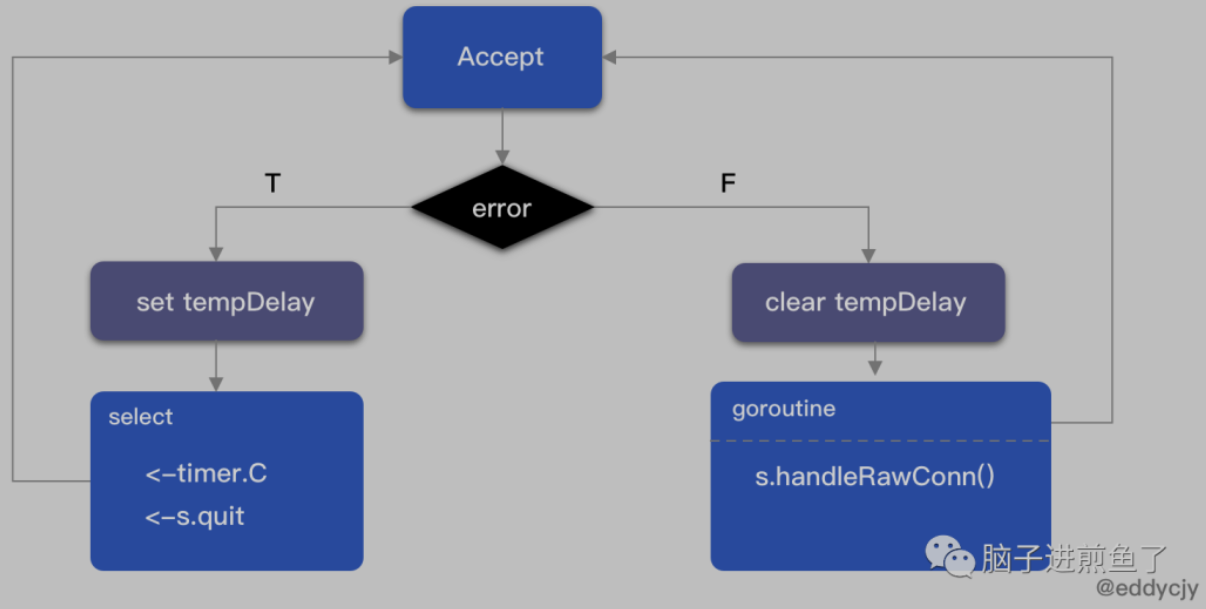 Accept
T
F
error
set tempDelay
clear tempDelay
select
<-timer.C
<-s.quit
goroutine
s.handleRawConn()
脑子进煎鱼了
@eddycjy